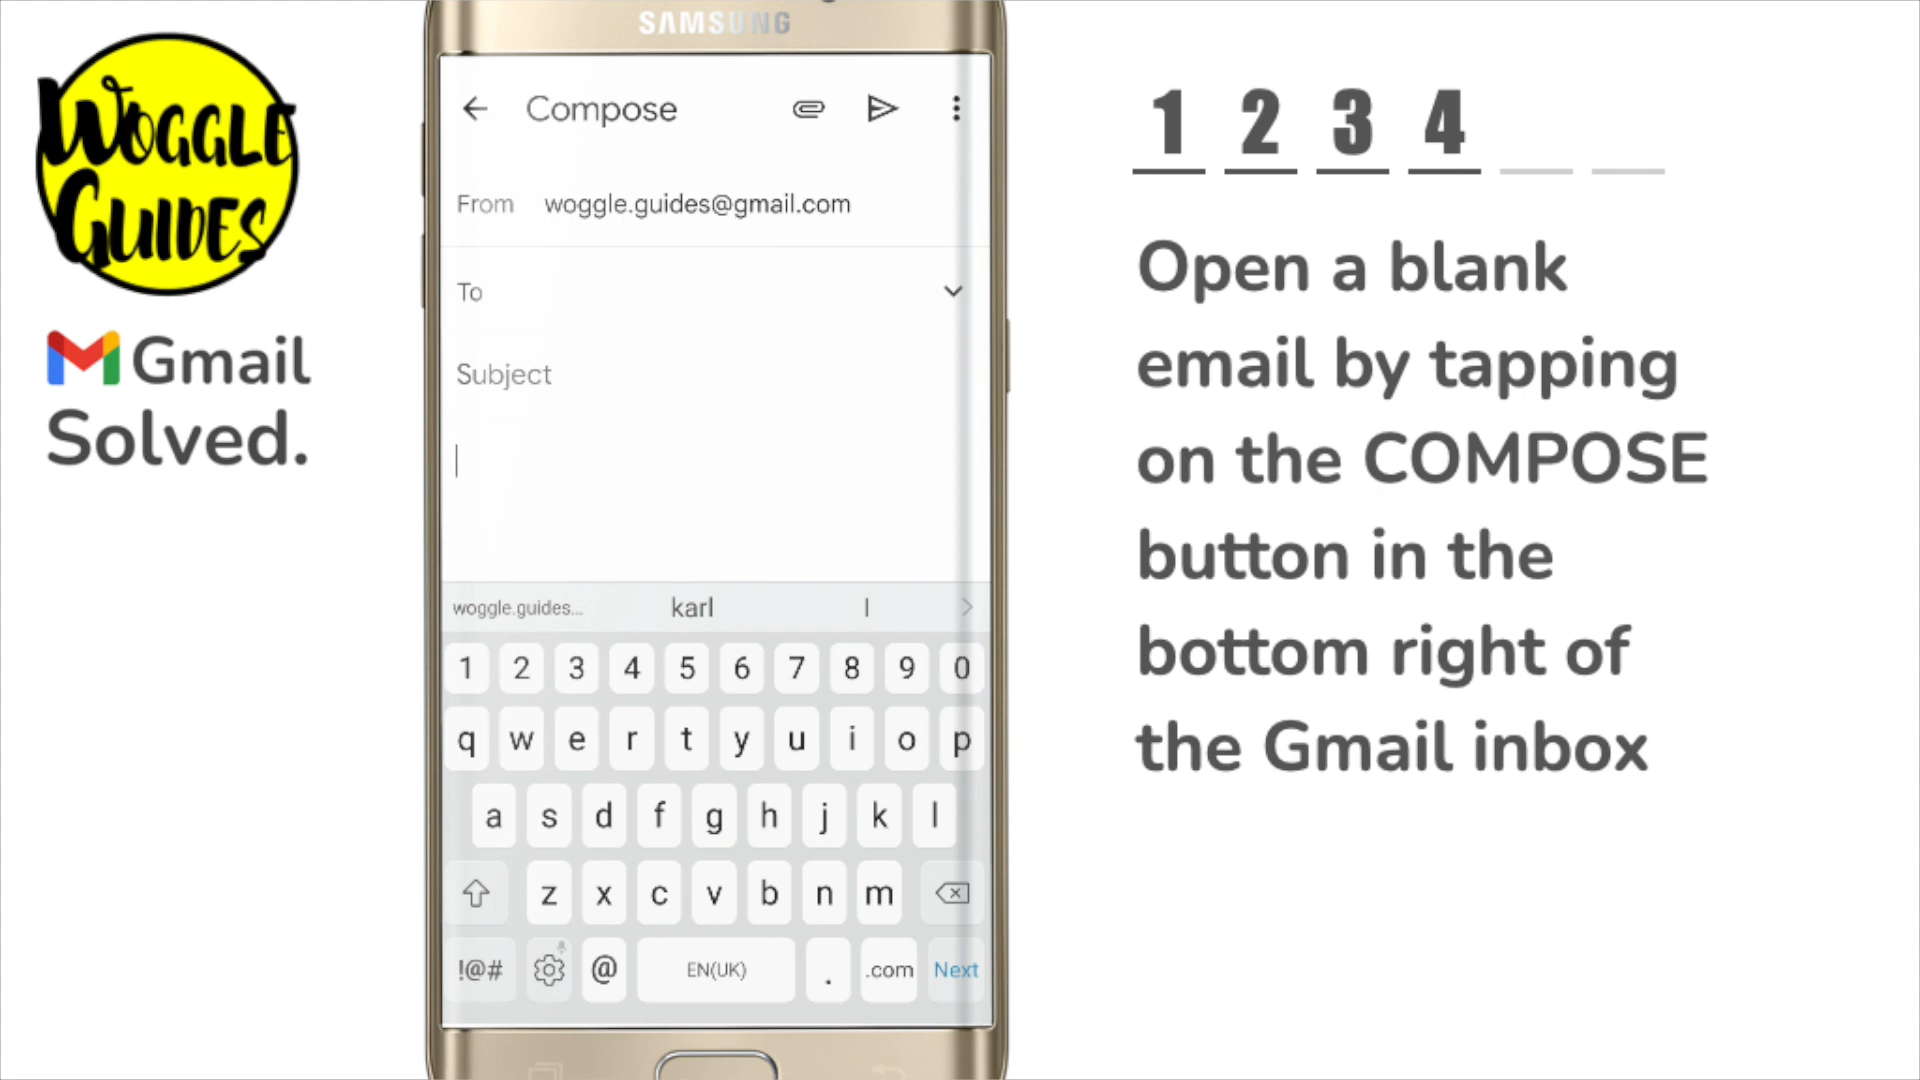 WOGGLE
GUIDES
Gmail
Solved.
SAMSUNG
Compose
From woggle.guides@gmail.com
To
Subject
woggle.guides... karl I
1 2 3 4 5 6 7 8 9 0
q w e r t y u i o p
a s d f g h j k l
z x c v b n m
!@# @ EN(UK) . .com Next
1 2 3 4
Open a blank
email by tapping
on the COMPOSE
button in the
bottom right of
the Gmail inbox